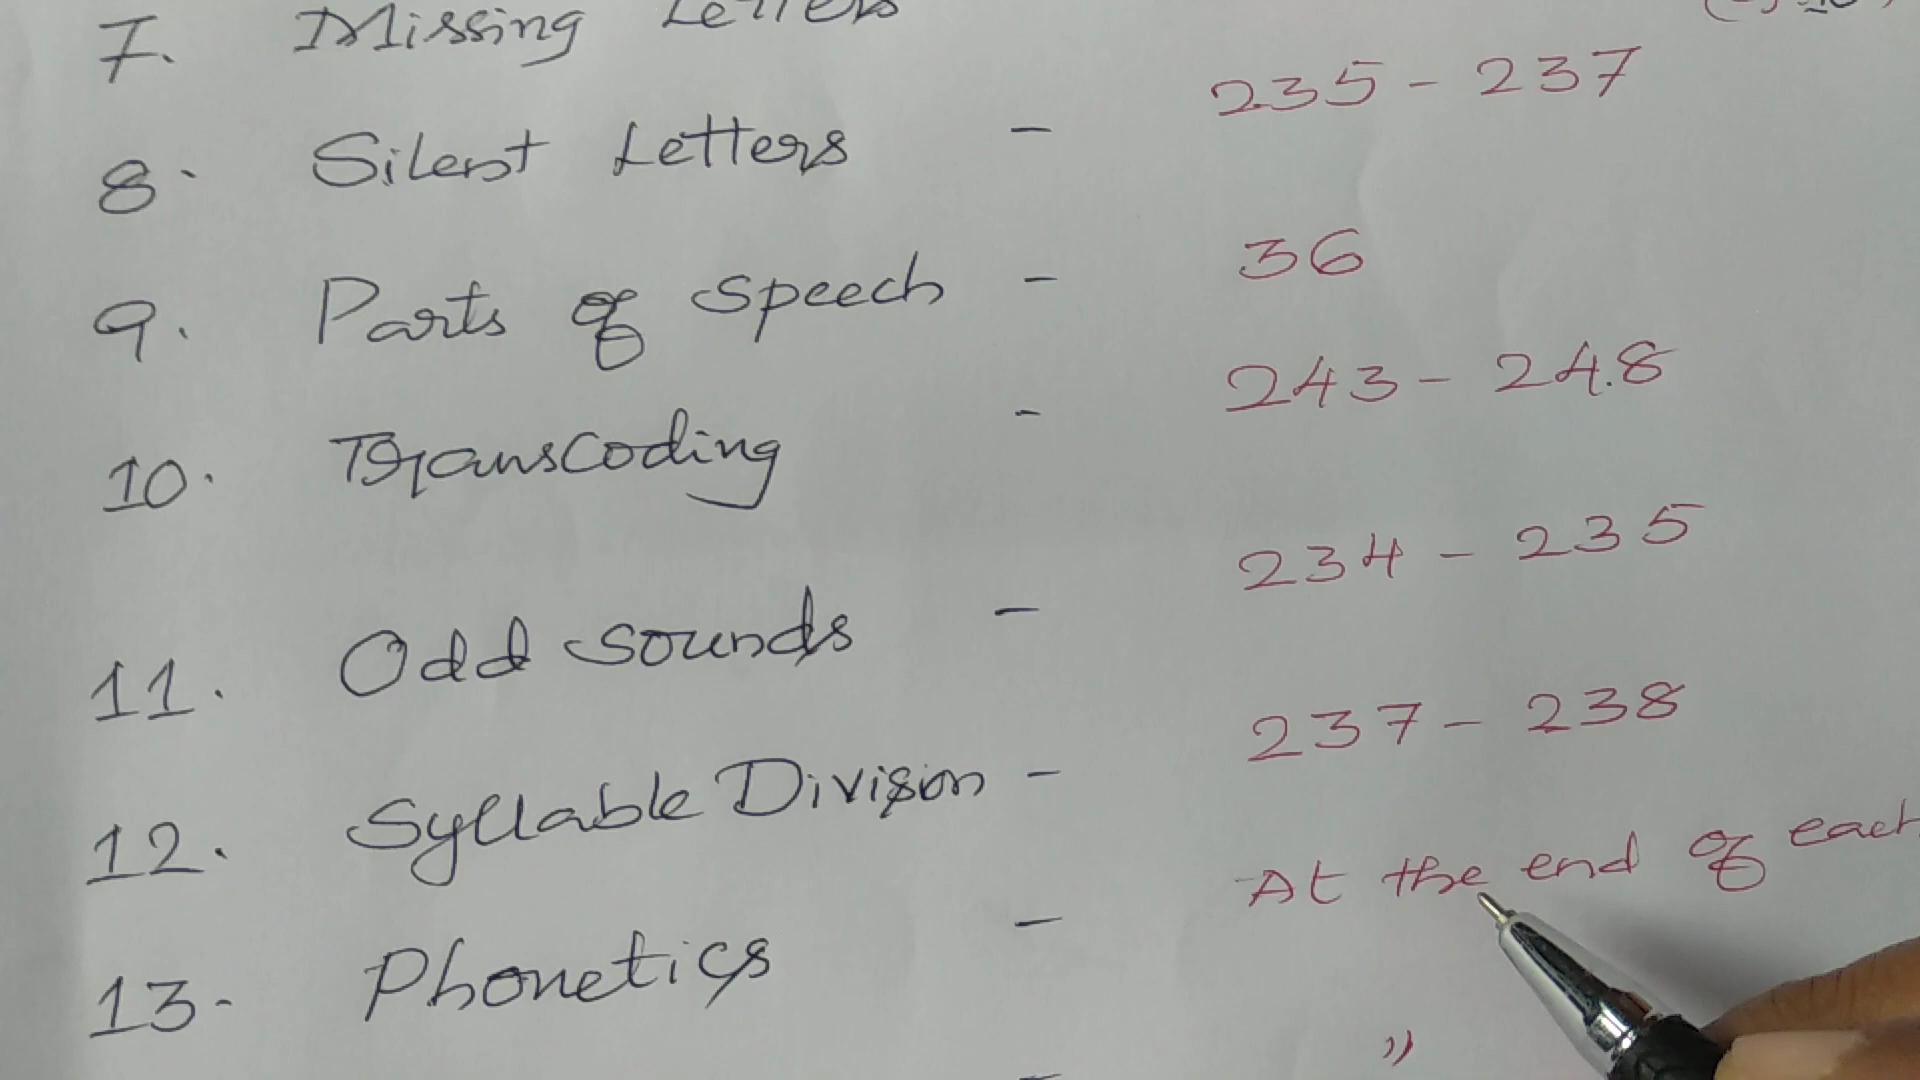 7. Missing Letters
8. Silent Letters - 235 - 237
9. Parts of Speech - 36
10. Transcoding - 243 - 248
11. Odd Sounds - 234 - 235
12. Syllable Division - 237 - 238
13. Phonetics - At the end of each
"